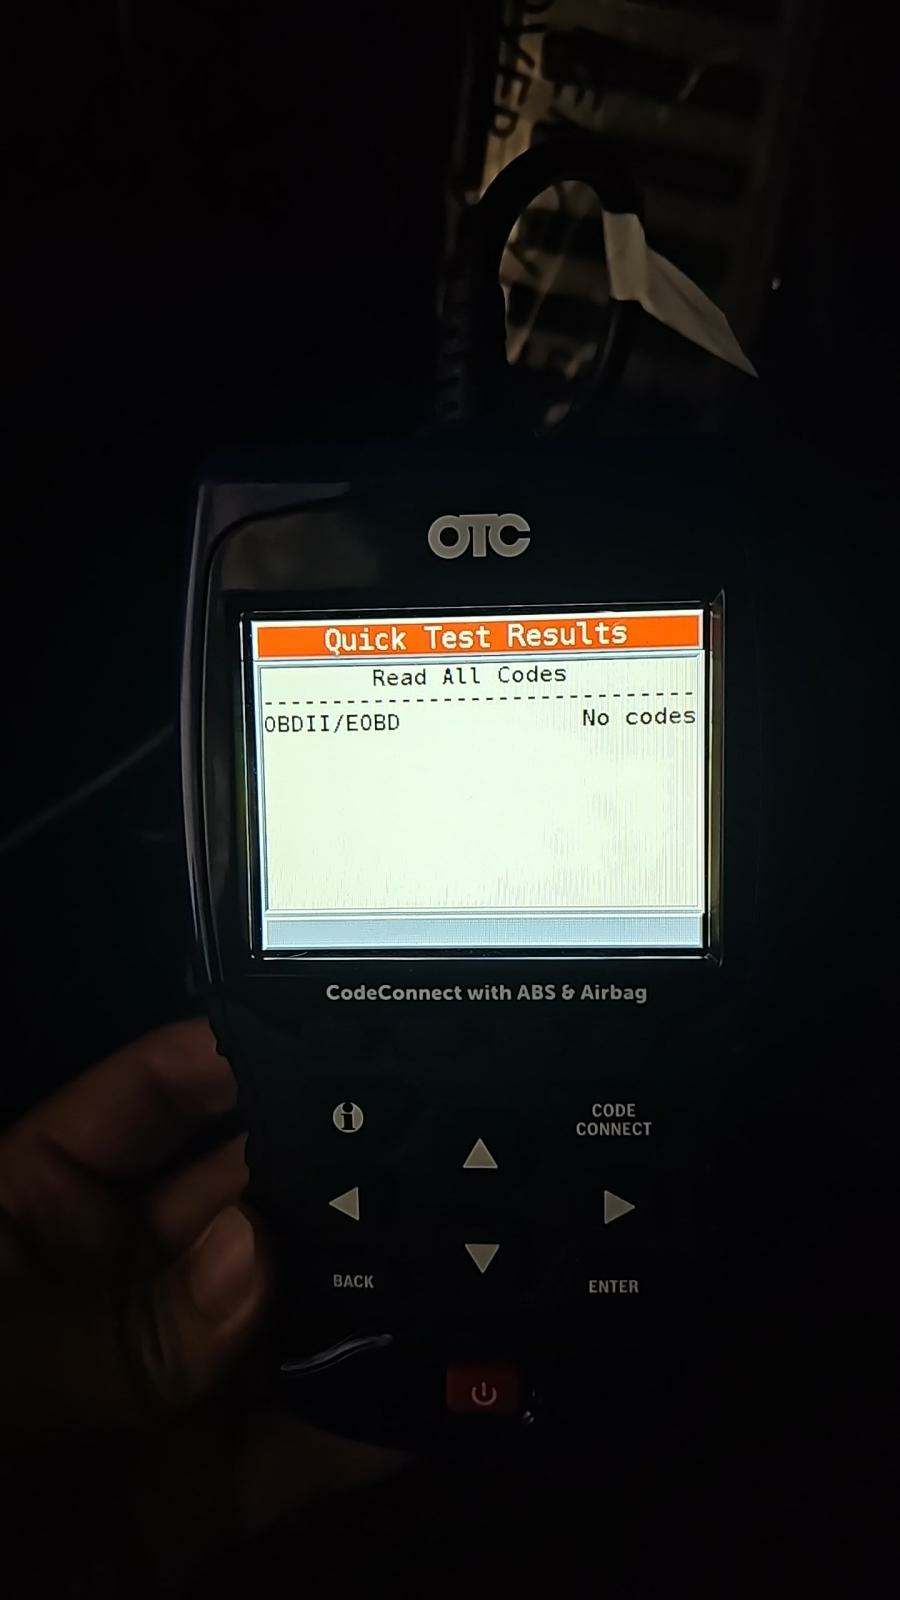 OTC
Quick Test Results
Read All Codes
------------------------------
OBDII/EOBD No codes
CodeConnect with ABS & Airbag
i
CODE
CONNECT
BACK
ENTER